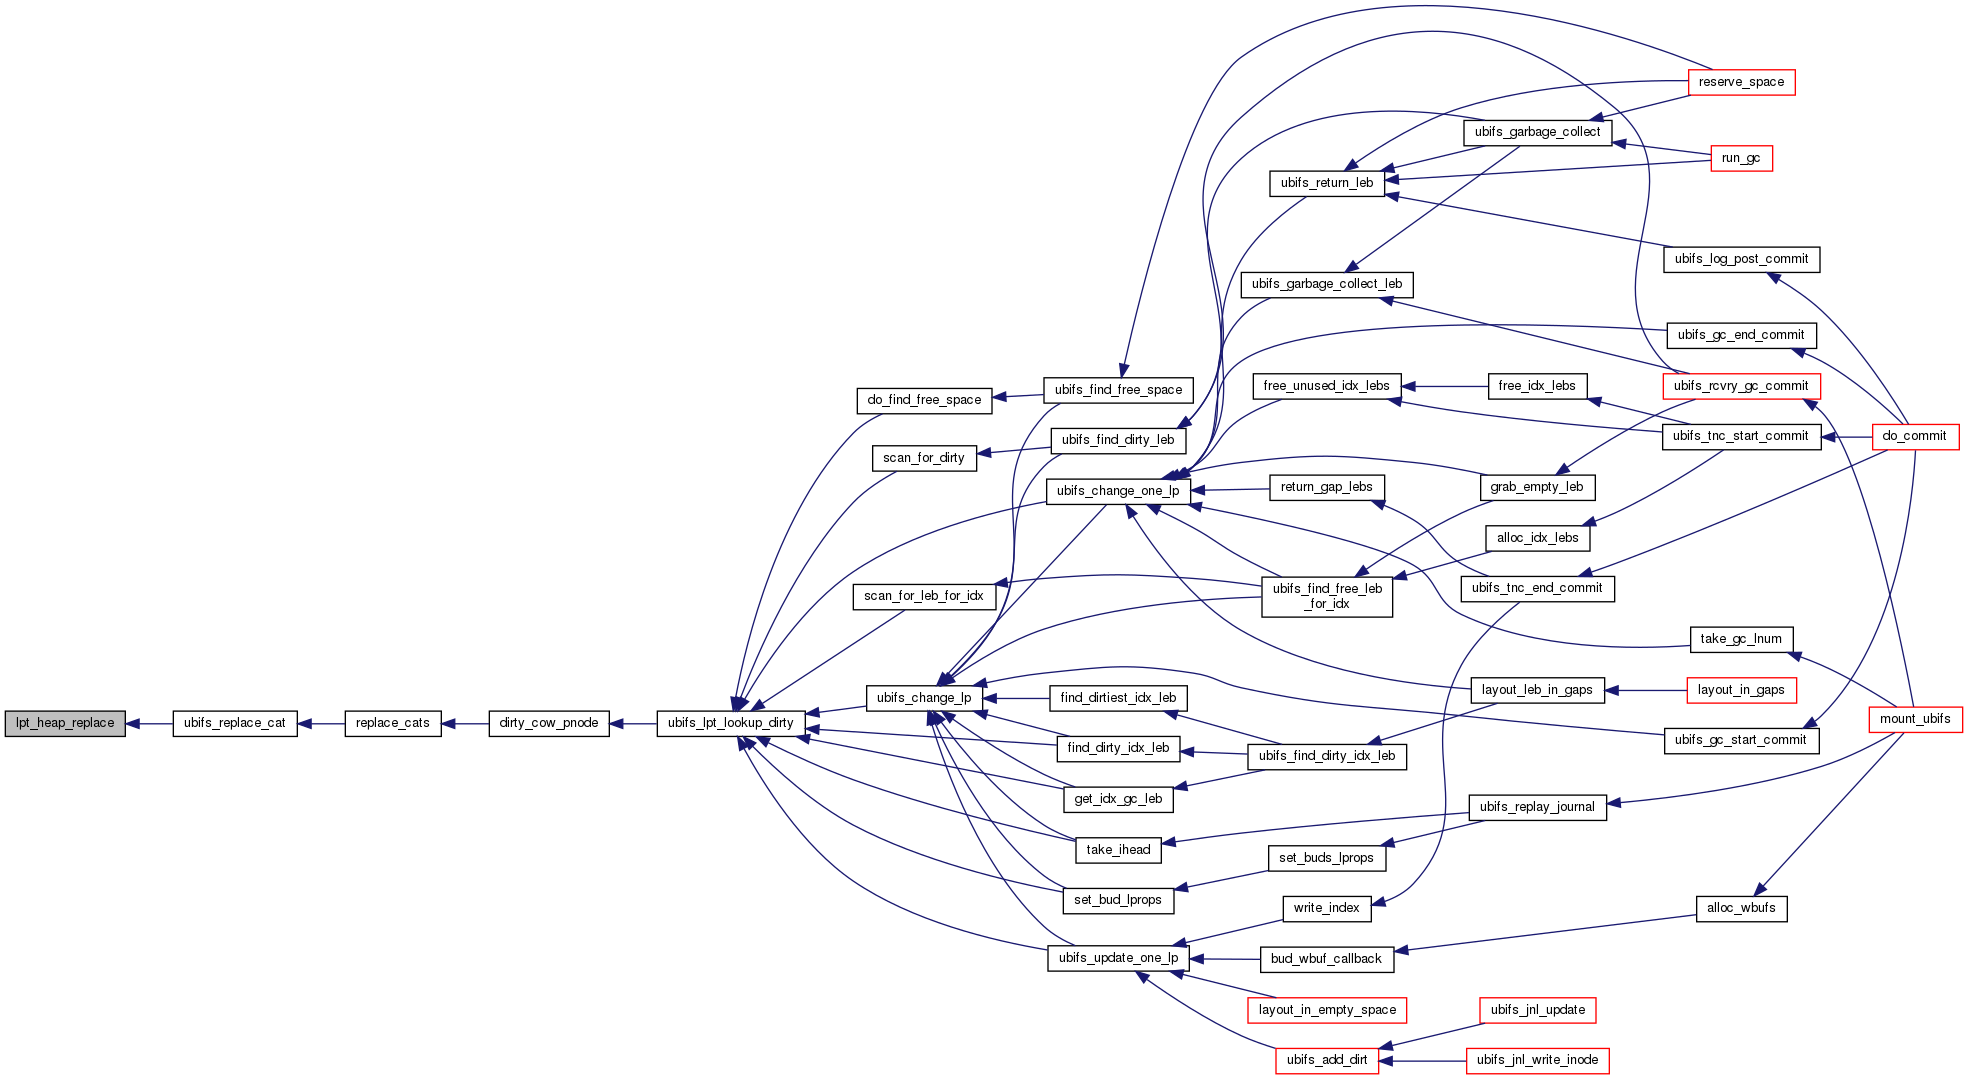 lpt_heap_replace
ubifs_replace_cat
replace_cats
dirty_cow_pnode
ubifs_lpt_lookup_dirty
do_find_free_space
scan_for_dirty
scan_for_leb_for_idx
ubifs_change_lp
ubifs_find_free_space
ubifs_find_dirty_leb
ubifs_change_one_lp
find_dirtiest_idx_leb
find_dirty_idx_leb
get_idx_gc_leb
take_ihead
set_bud_lprops
ubifs_update_one_lp
ubifs_return_leb
ubifs_garbage_collect_leb
free_unused_idx_lebs
return_gap_lebs
ubifs_find_free_leb
_for_idx
ubifs_find_dirty_idx_leb
set_buds_lprops
write_index
bud_wbuf_callback
layout_in_empty_space
ubifs_add_dirt
ubifs_garbage_collect
free_idx_lebs
grab_empty_leb
alloc_idx_lebs
ubifs_tnc_end_commit
layout_leb_in_gaps
ubifs_replay_journal
ubifs_jnl_update
ubifs_jnl_write_inode
reserve_space
run_gc
ubifs_log_post_commit
ubifs_gc_end_commit
ubifs_rcvry_gc_commit
ubifs_tnc_start_commit
take_gc_lnum
layout_in_gaps
ubifs_gc_start_commit
alloc_wbufs
do_commit
mount_ubifs